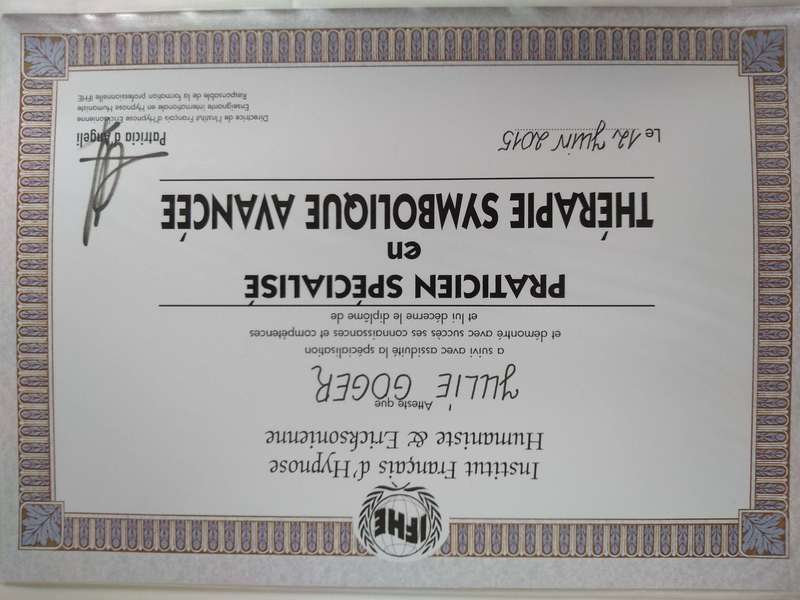 IFHE
Institut Français d'Hypnose
Humaniste & Ericksonienne
Atteste que
JULIE GOGER
a suivi avec assiduité la spécialisation
et démontré avec succès ses connaissances et compétences
et lui décerne le diplôme de
PRATICIEN SPÉCIALISÉ
en
THÉRAPIE SYMBOLIQUE AVANCÉE
Le 12, Juin 2015
Patricia d'Angeli
Directrice de l'Institut Français d'Hypnose Ericksonienne
Enseignante internationale en Hypnose Humaniste
Responsable de la formation professionnelle IFHE